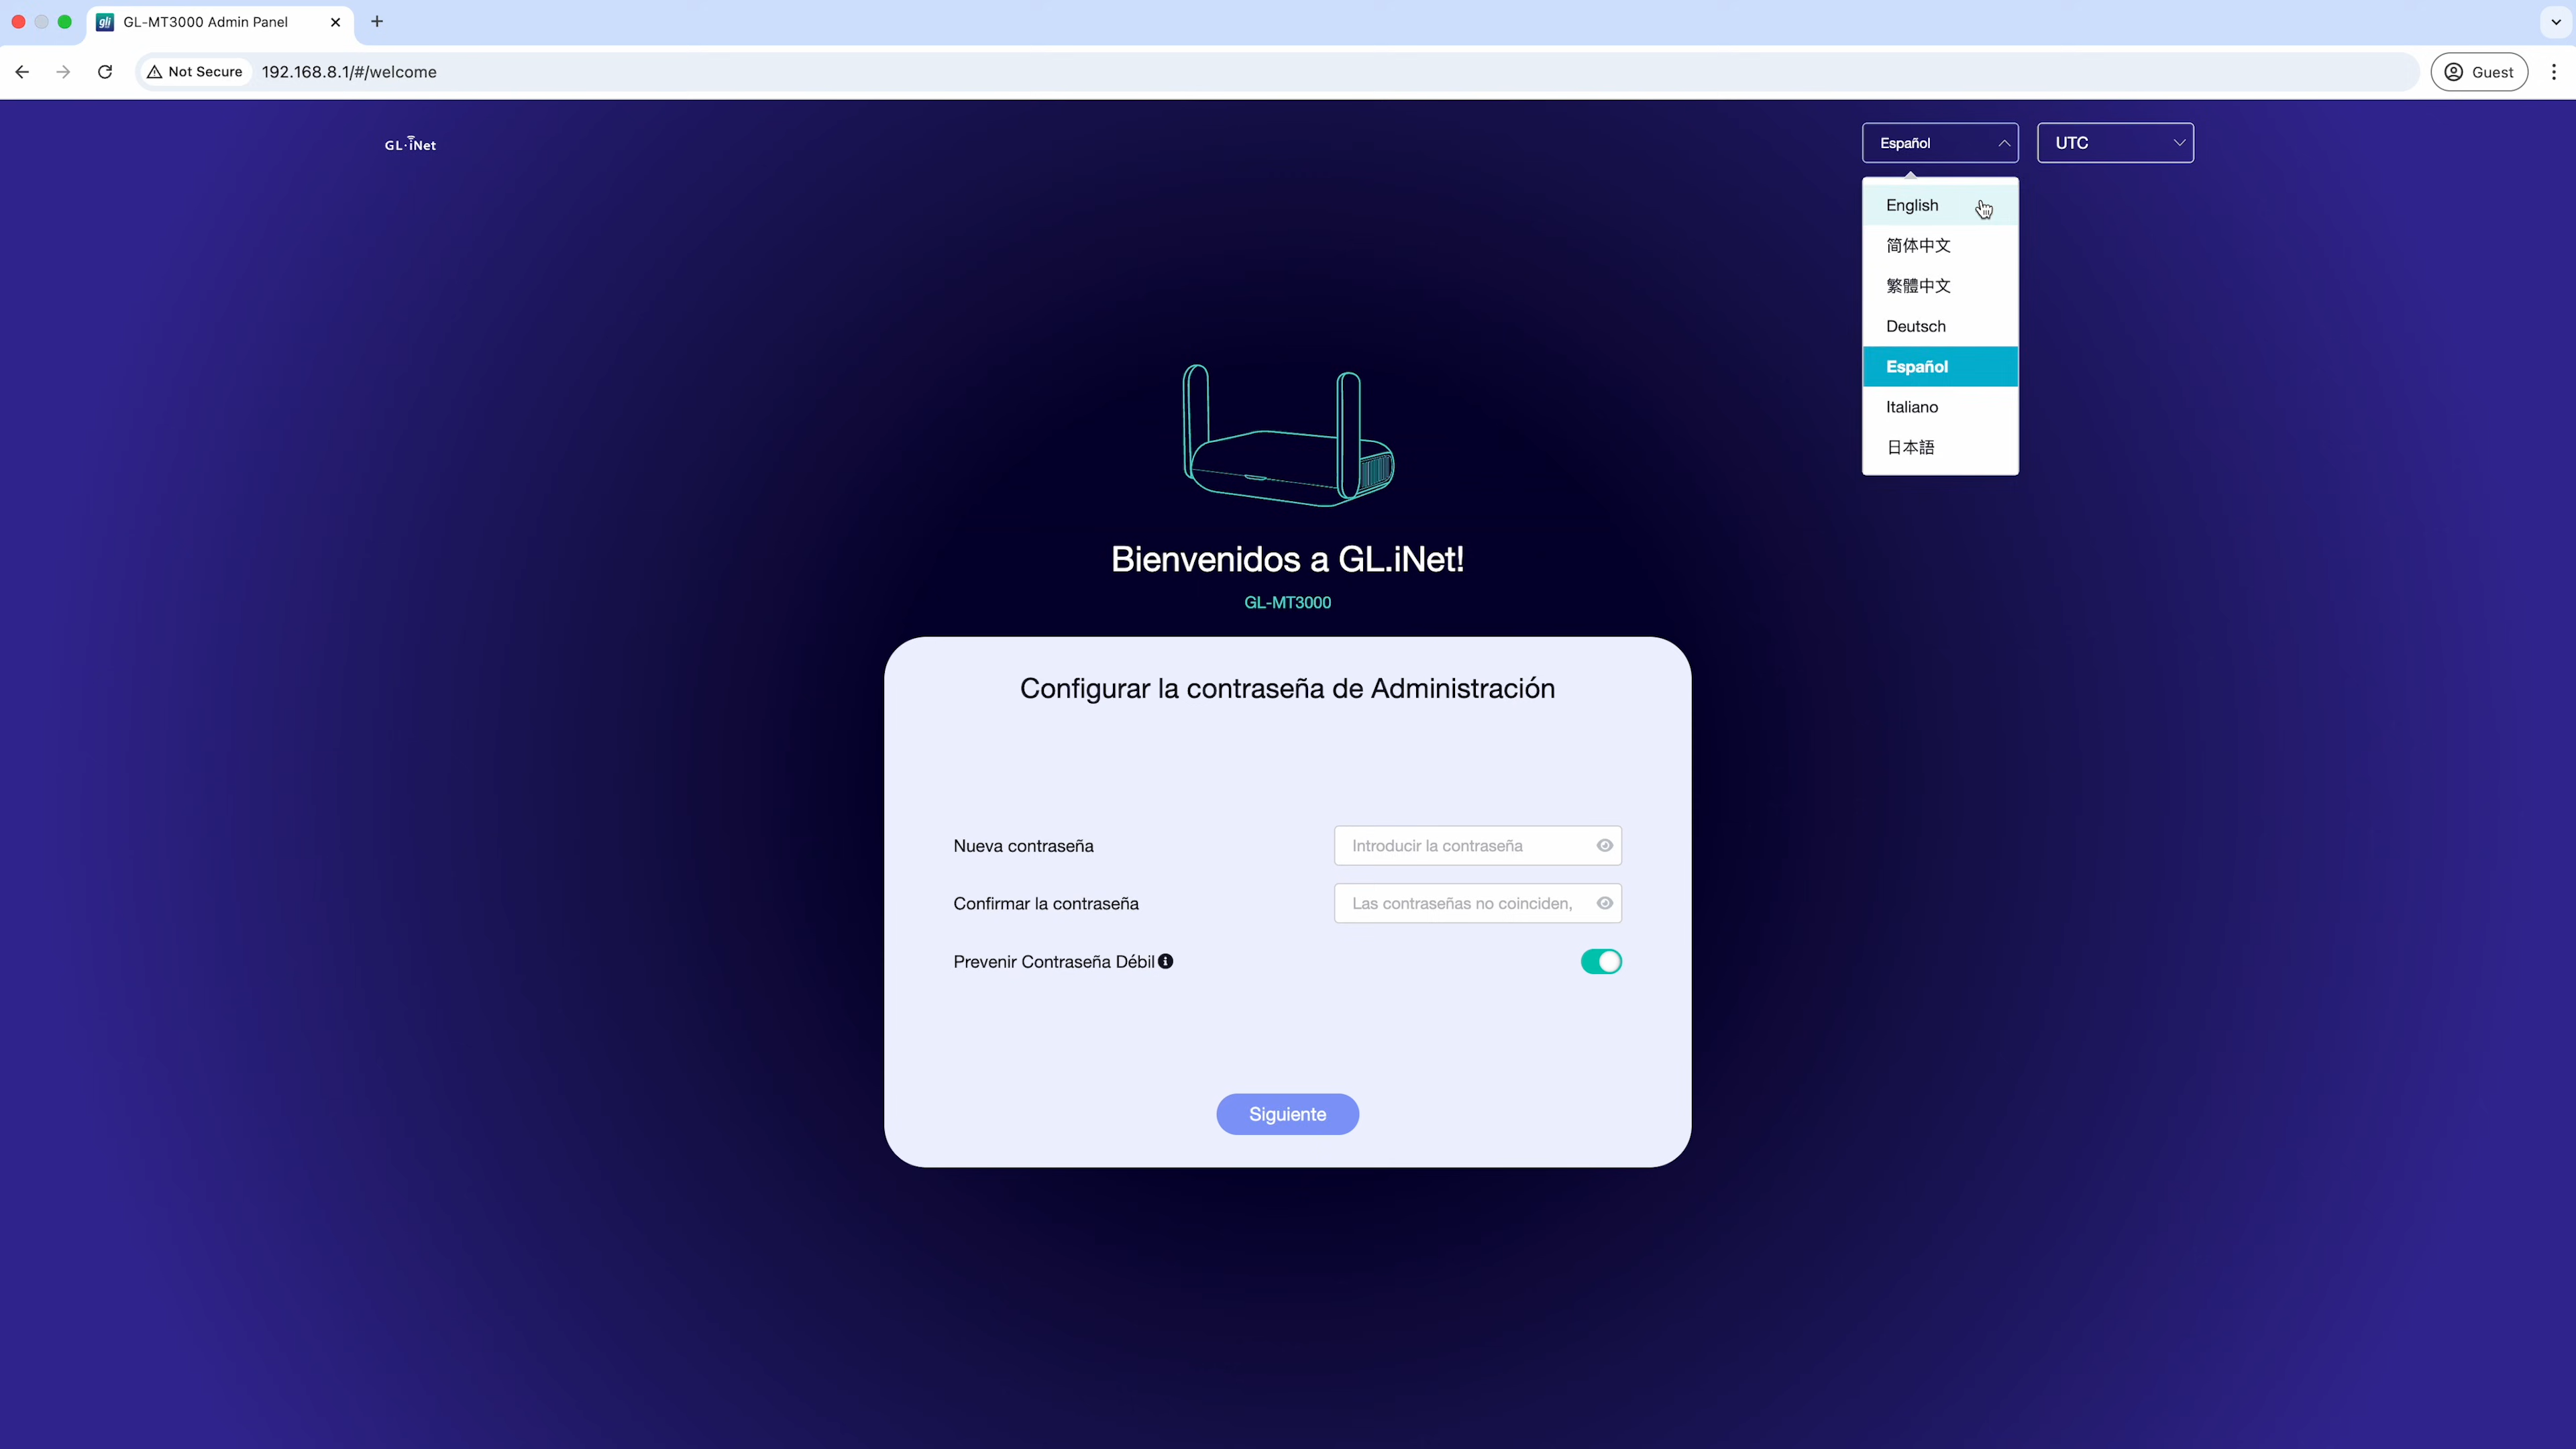 gli GL-MT3000 Admin Panel
Not Secure 192.168.8.1/#/welcome Guest
GL·iNet
Español UTC
English
简体中文
繁體中文
Deutsch
Español
Italiano
日本語
Bienvenidos a GL.iNet!
GL-MT3000
Configurar la contraseña de Administración
Nueva contraseña Introducir la contraseña
Confirmar la contraseña Las contraseñas no coinciden,
Prevenir Contraseña Débil
Siguiente